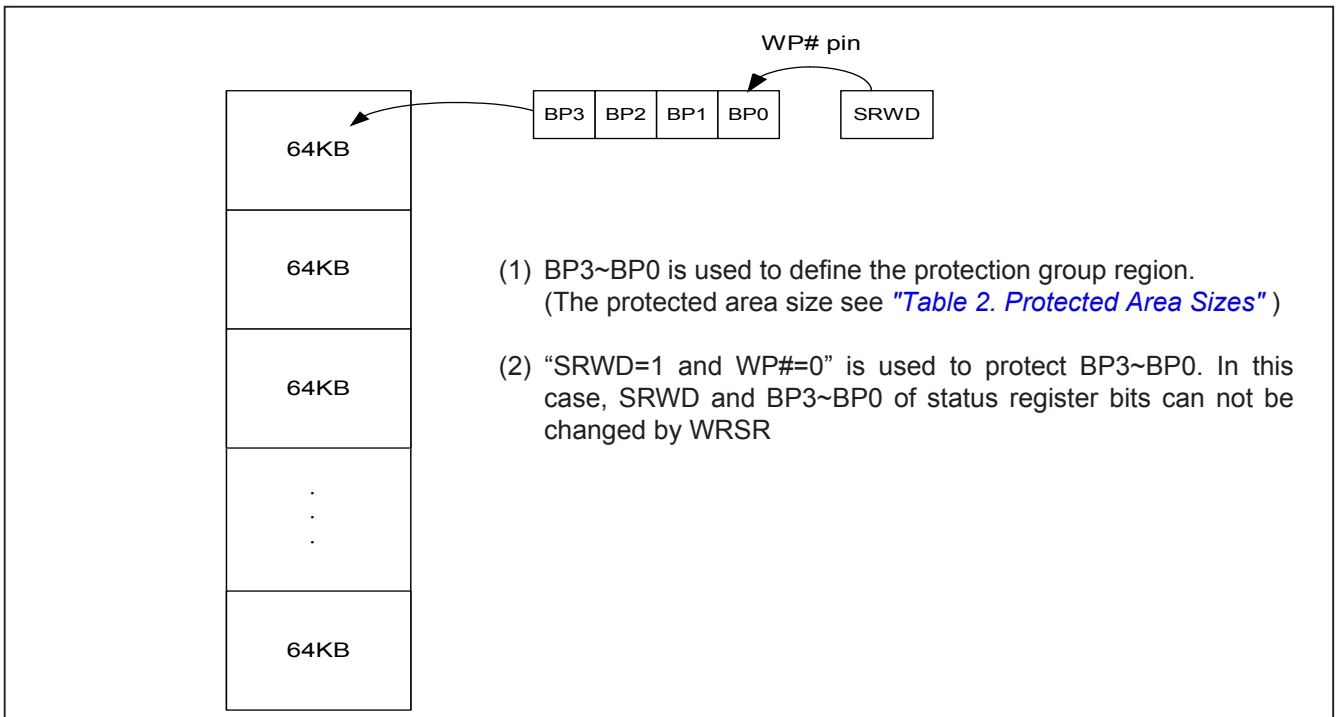 WP# pin
BP3 BP2 BP1 BP0 SRWD
64KB
64KB
64KB
.
.
.
64KB
(1) BP3~BP0 is used to define the protection group region.
(The protected area size see "Table 2. Protected Area Sizes" )
(2) “SRWD=1 and WP#=0” is used to protect BP3~BP0. In this
case, SRWD and BP3~BP0 of status register bits can not be
changed by WRSR